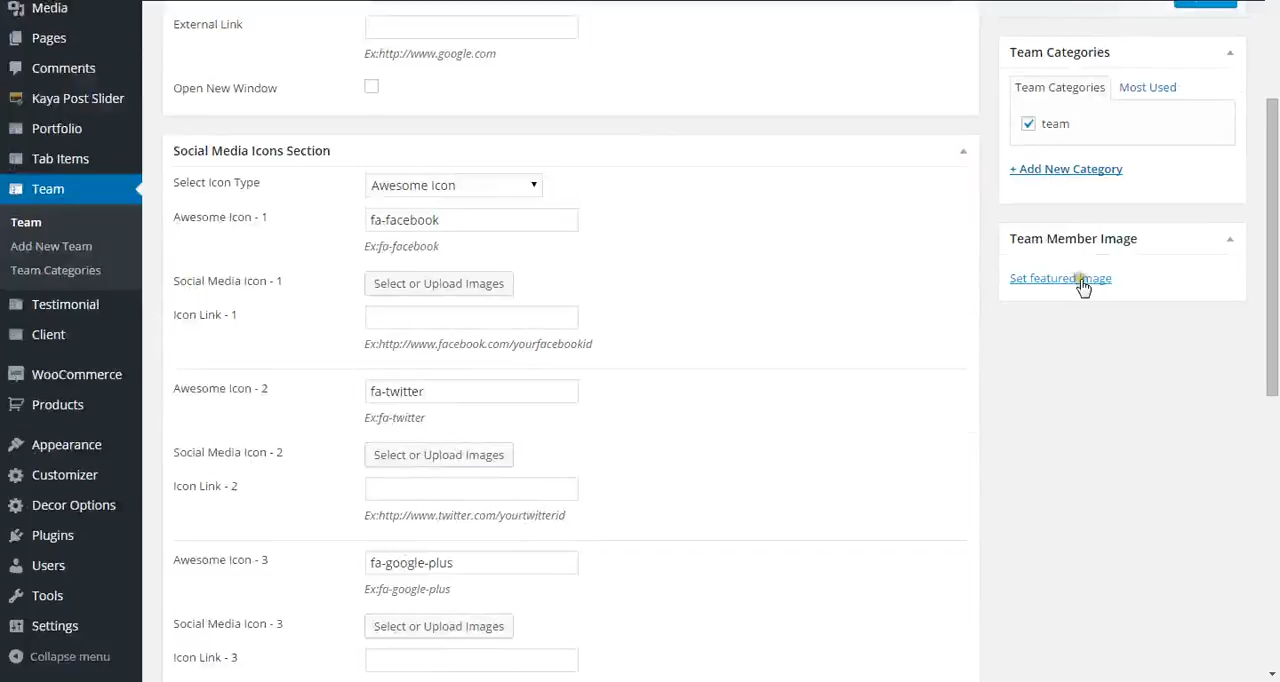 Media
Pages
Comments
Kaya Post Slider
Portfolio
Tab Items
Team
Team
Add New Team
Team Categories
Testimonial
Client
WooCommerce
Products
Appearance
Customizer
Decor Options
Plugins
Users
Tools
Settings
Collapse menu
External Link
Ex:http://www.google.com
Open New Window
Social Media Icons Section
Select Icon Type
Awesome Icon
Awesome Icon - 1
fa-facebook
Ex:fa-facebook
Social Media Icon - 1
Select or Upload Images
Icon Link - 1
Ex:http://www.facebook.com/yourfacebookid
Awesome Icon - 2
fa-twitter
Ex:fa-twitter
Social Media Icon - 2
Select or Upload Images
Icon Link - 2
Ex:http://www.twitter.com/yourtwitterid
Awesome Icon - 3
fa-google-plus
Ex:fa-google-plus
Social Media Icon - 3
Select or Upload Images
Icon Link - 3
Team Categories
Team Categories Most Used
team
+ Add New Category
Team Member Image
Set featured image